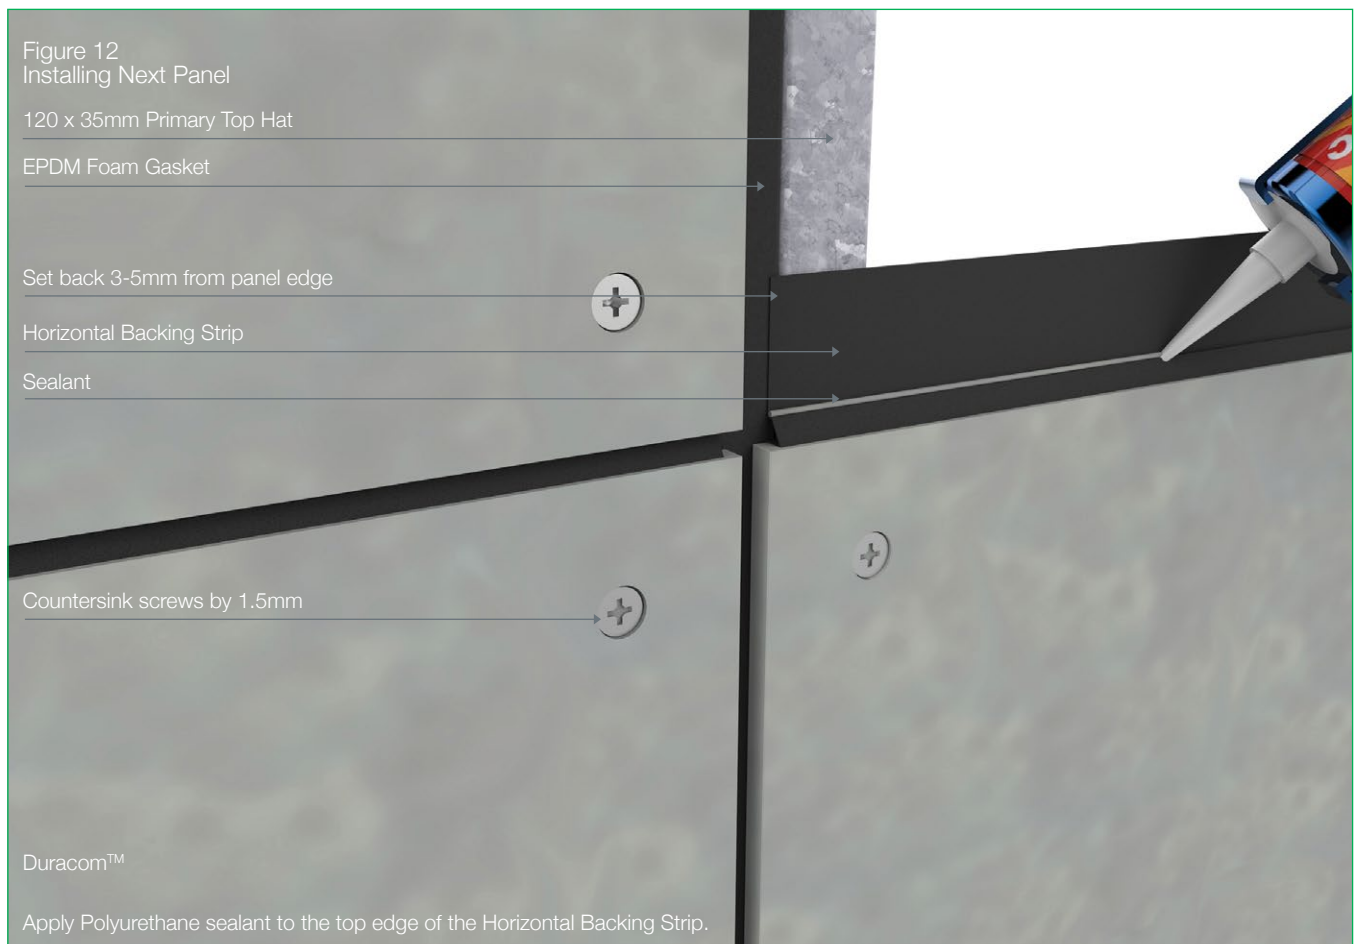 Figure 12
Installing Next Panel
120 x 35mm Primary Top Hat
EPDM Foam Gasket
Set back 3-5mm from panel edge
Horizontal Backing Strip
Sealant
Countersink screws by 1.5mm
Duracom™
Apply Polyurethane sealant to the top edge of the Horizontal Backing Strip.